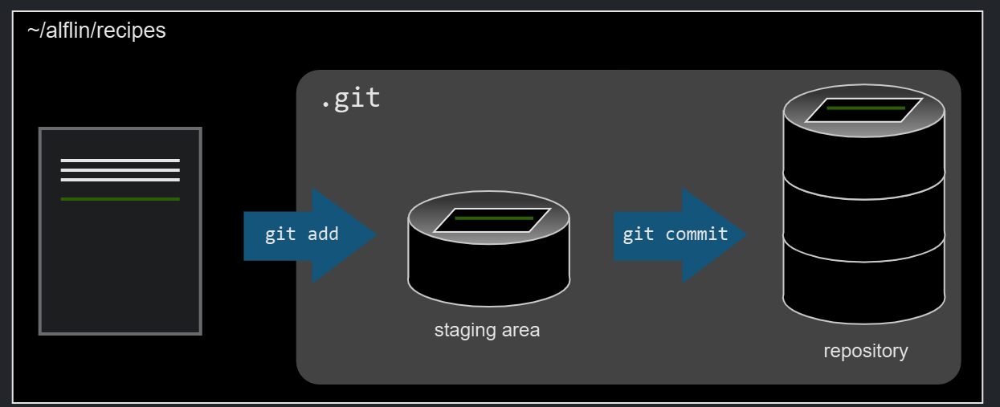 ~/alflin/recipes
.git
git add
staging area
git commit
repository